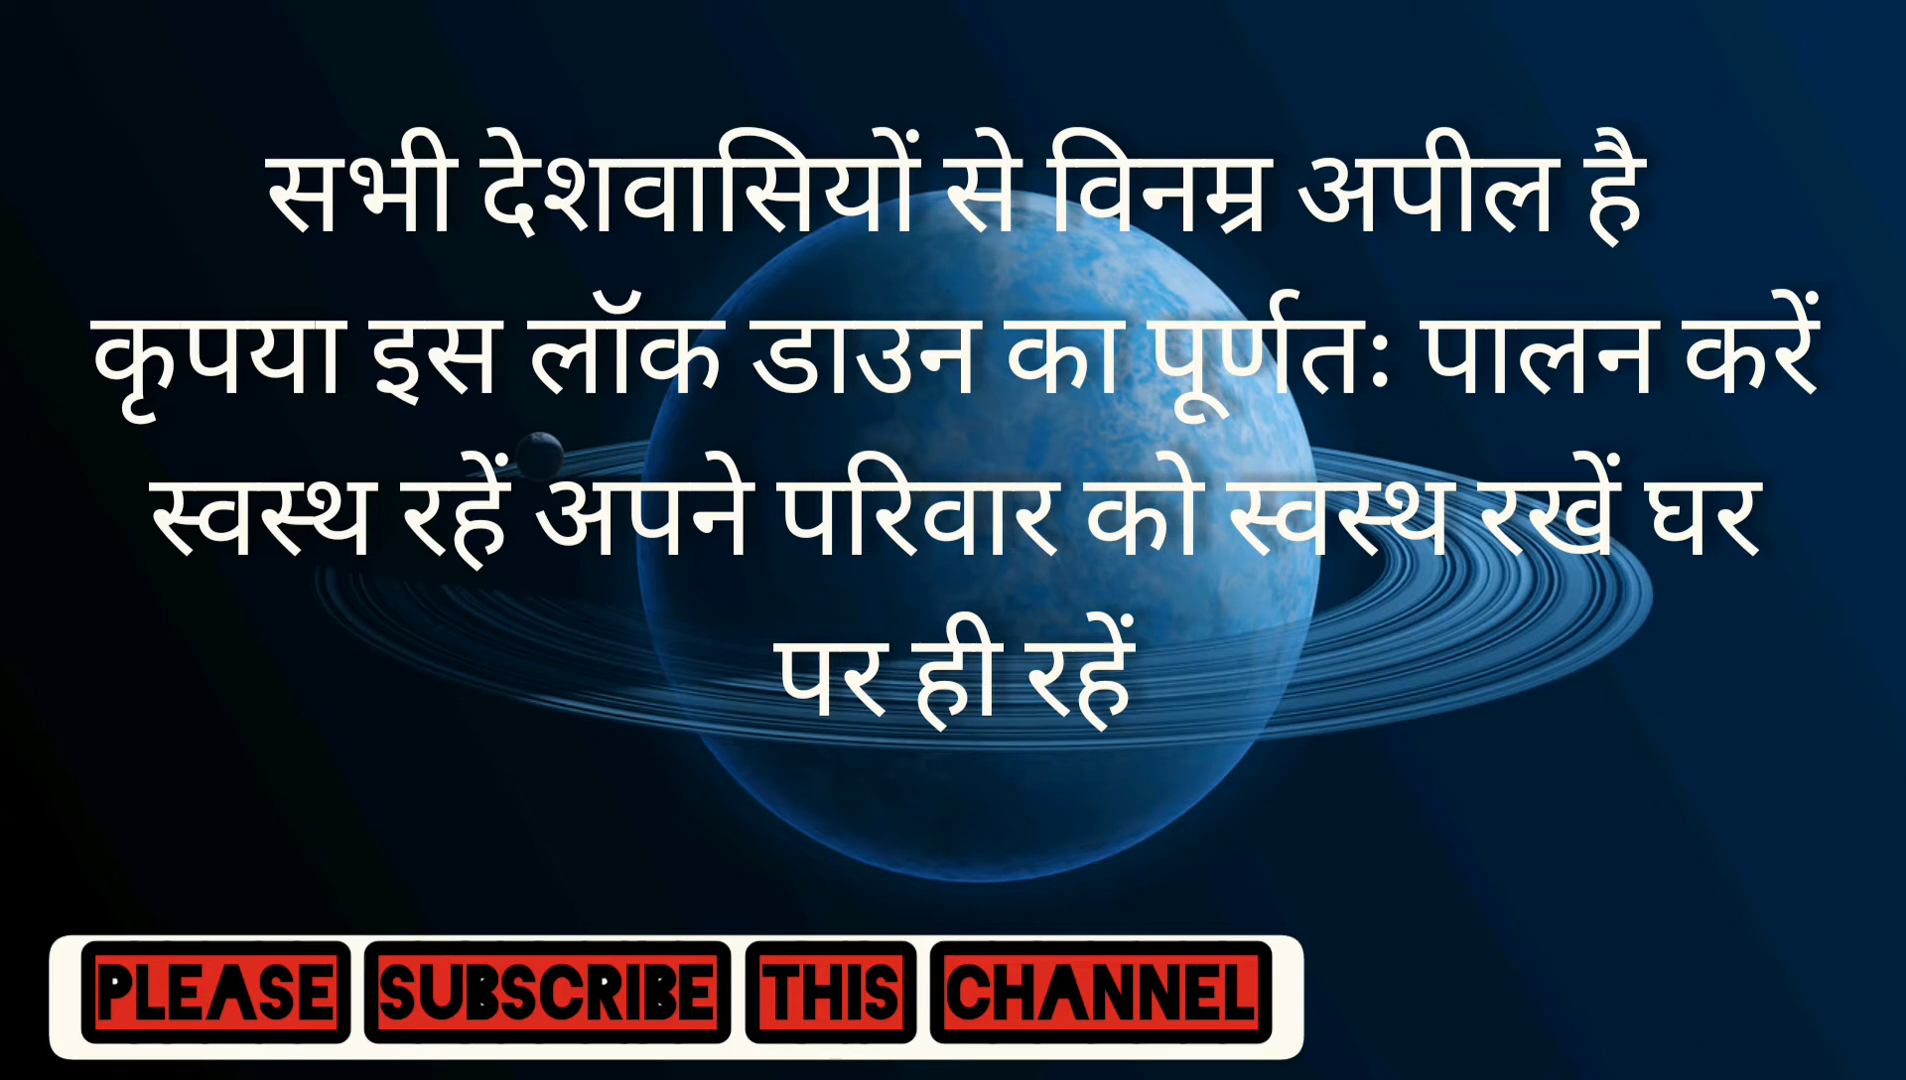 सभी देशवासियों से विनम्र अपील है
कृपया इस लॉक डाउन का पूर्णतः पालन करें
स्वस्थ रहें अपने परिवार को स्वस्थ रखें घर
पर ही रहें
PLEASE SUBSCRIBE THIS CHANNEL